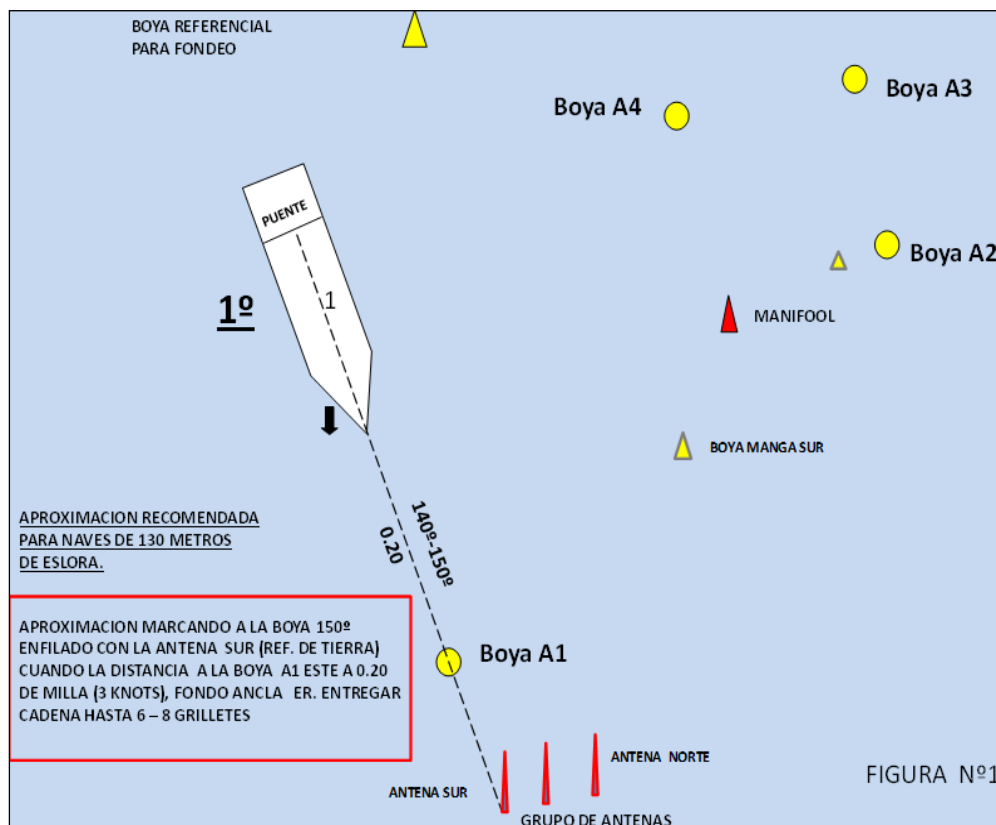 BOYA REFERENCIAL
PARA FONDEO
Boya A3
Boya A4
PUENTE
Boya A2
1º
1
MANIFOOL
BOYA MANGA SUR
APROXIMACION RECOMENDADA
PARA NAVES DE 130 METROS
DE ESLORA.
140º-150º
0.20
APROXIMACION MARCANDO A LA BOYA 150º
ENFILADO CON LA ANTENA SUR (REF. DE TIERRA)
CUANDO LA DISTANCIA A LA BOYA A1 ESTE A 0.20
DE MILLA (3 KNOTS), FONDO ANCLA ER. ENTREGAR
CADENA HASTA 6 – 8 GRILLETES
Boya A1
ANTENA NORTE
ANTENA SUR
GRUPO DE ANTENAS
FIGURA Nº1